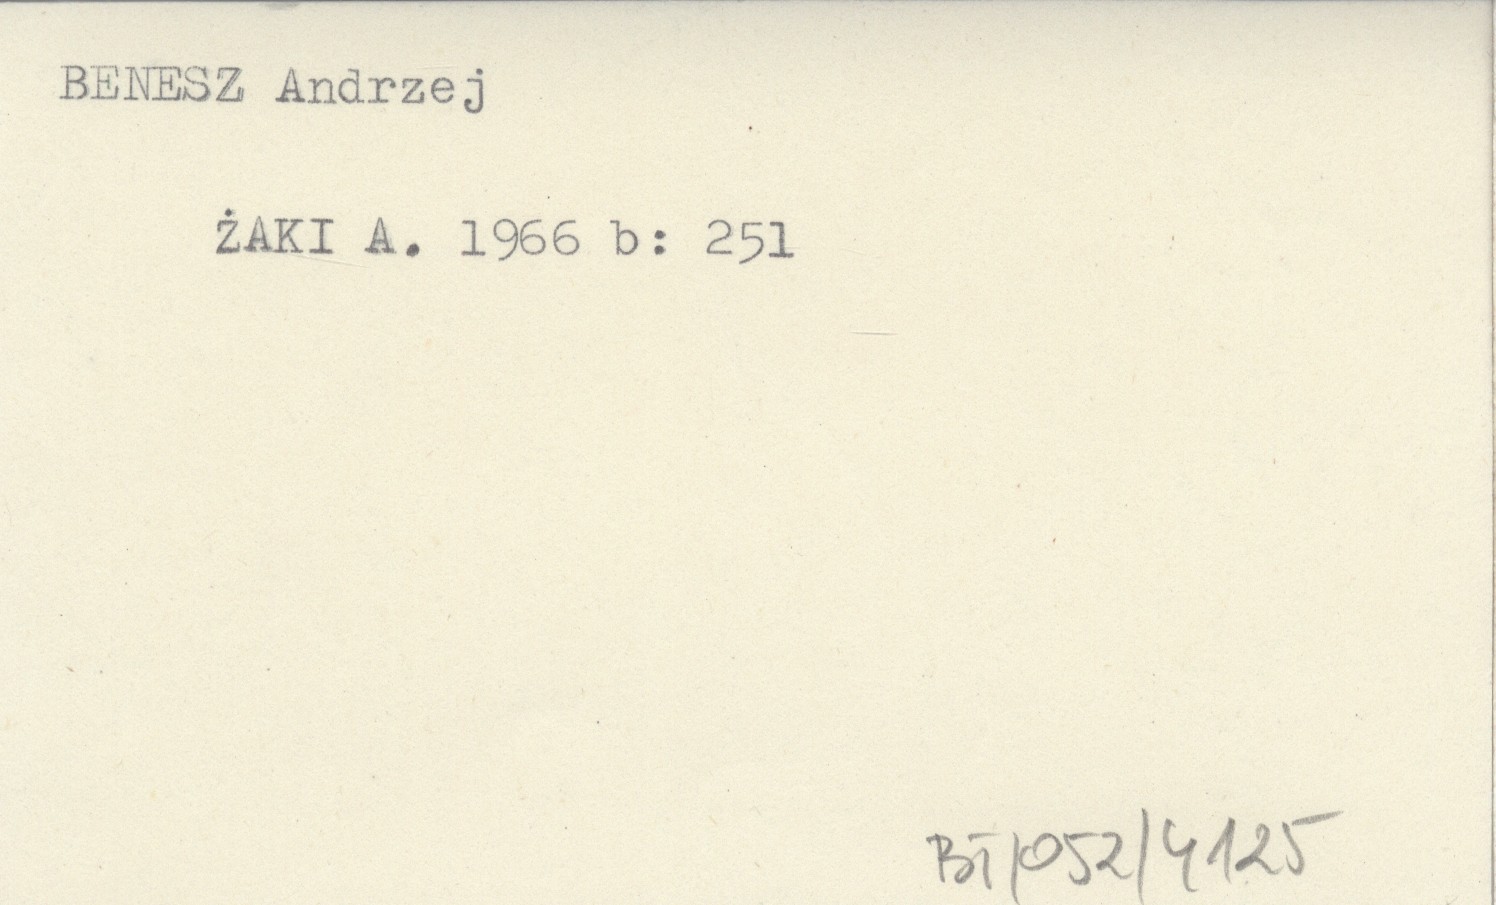 BENESZ Andrzej
ŻAKI A. 1966 b: 251
BT/052/4125